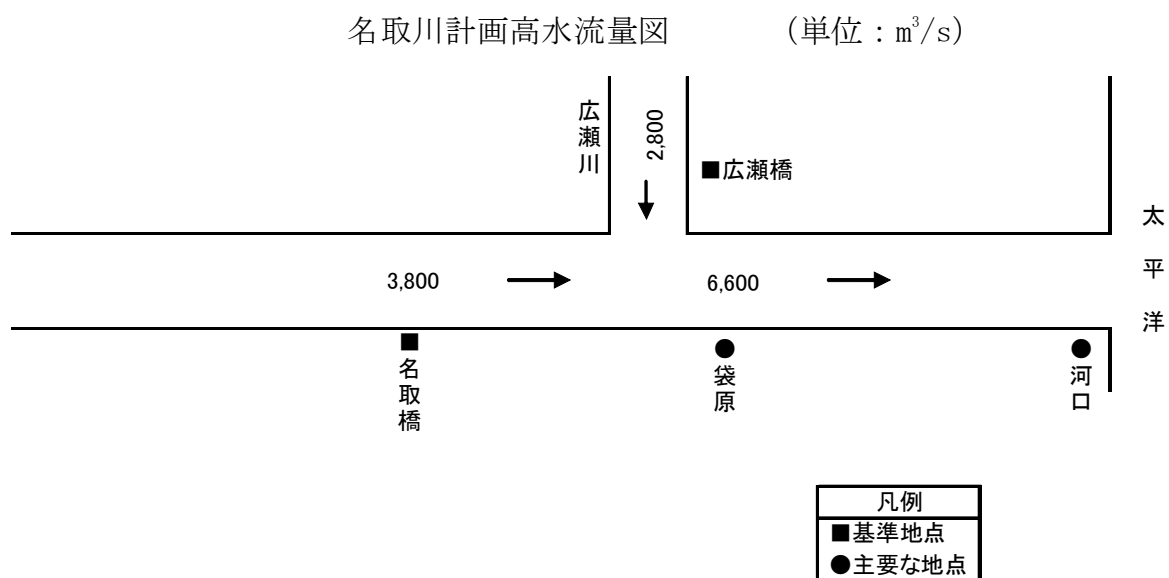 名取川計画高水流量図 （単位：m³/s）
広瀬川
2,800
■広瀬橋
太平洋
3,800
6,600
名取橋
袋原
河口
凡例
■基準地点
●主要な地点